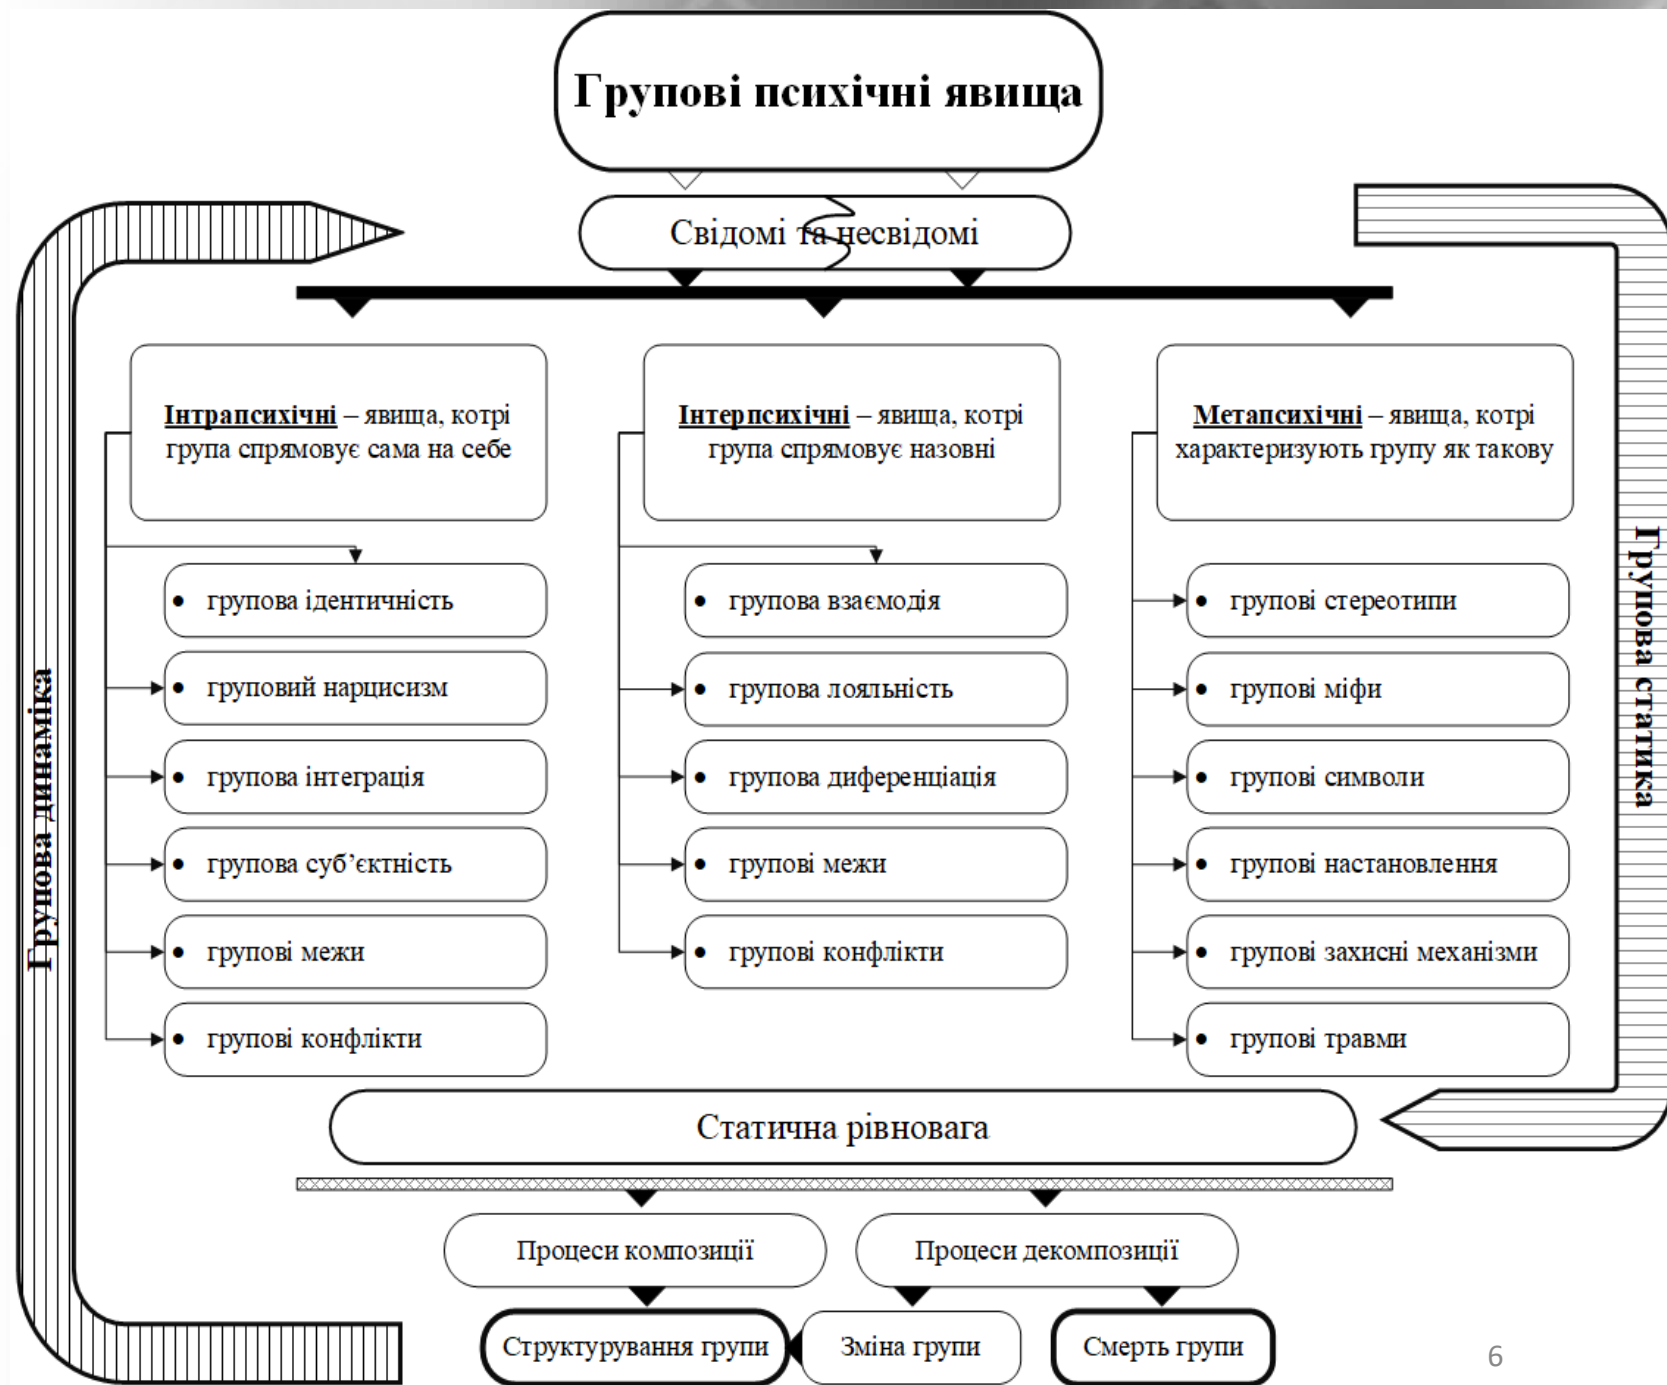 Групові психічні явища
Свідомі та несвідомі
Інтрапсихічні – явища, котрі
група спрямовує сама на себе
• групова ідентичність
• груповий нарцисизм
• групова інтеграція
• групова суб’єктність
• групові межи
• групові конфлікти
Інтерпсихічні – явища, котрі
група спрямовує назовні
• групова взаємодія
• групова лояльність
• групова диференціація
• групові межи
• групові конфлікти
Метапсихічні – явища, котрі
характеризують групу як такову
• групові стереотипи
• групові міфи
• групові символи
• групові настановлення
• групові захисні механізми
• групові травми
Групова динаміка
Групова статика
Статична рівновага
Процеси композиції
Процеси декомпозиції
Структурування групи
Зміна групи
Смерть групи
6